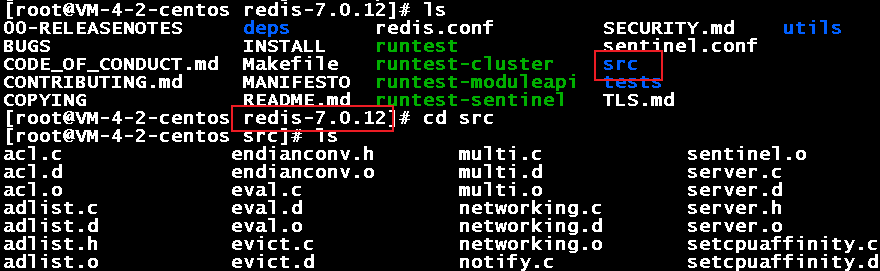 [root@VM-4-2-centos redis-7.0.12]# ls
00-RELEASENOTES deps redis.conf SECURITY.md utils
BUGS INSTALL runtest sentinel.conf
CODE_OF_CONDUCT.md Makefile runtest-cluster src
CONTRIBUTING.md MANIFESTO runtest-moduleapi tests
COPYING README.md runtest-sentinel TLS.md
[root@VM-4-2-centos redis-7.0.12]# cd src
[root@VM-4-2-centos src]# ls
acl.c endianconv.h multi.c sentinel.o
acl.d endianconv.o multi.d server.c
acl.o eval.c multi.o server.d
adlist.c eval.d networking.c server.h
adlist.d eval.o networking.d server.o
adlist.h evict.c networking.o setcpuaffinity.c
adlist.o evict.d notify.c setcpuaffinity.d